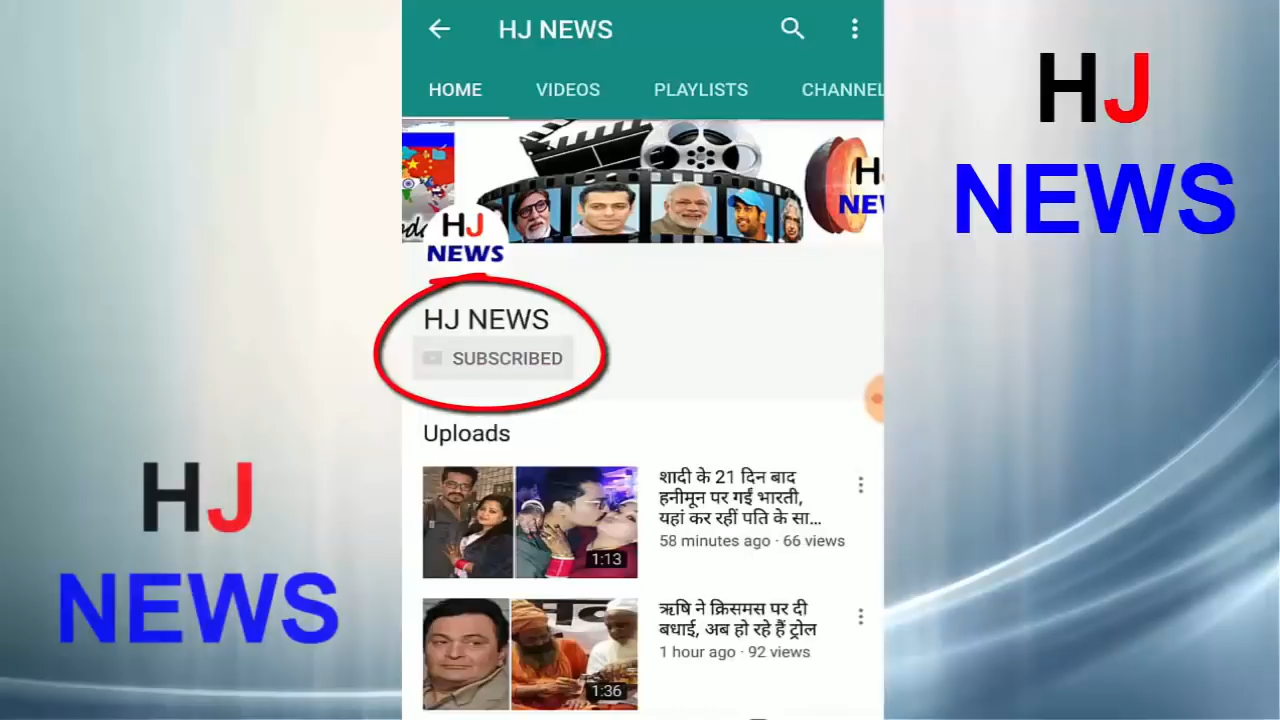 HJ NEWS
HOME VIDEOS PLAYLISTS CHANNEL
HJ
NEWS
HJ
NEWS
HJ
NEWS
HJ NEWS
SUBSCRIBED
Uploads
शादी के 21 दिन बाद
हनीमून पर गईं भारती,
यहां कर रहीं पति के सा...
58 minutes ago · 66 views
1:13
ऋषि ने क्रिसमस पर दी
बधाई, अब हो रहे हैं ट्रोल
1 hour ago · 92 views
1:36
HJ
NEWS